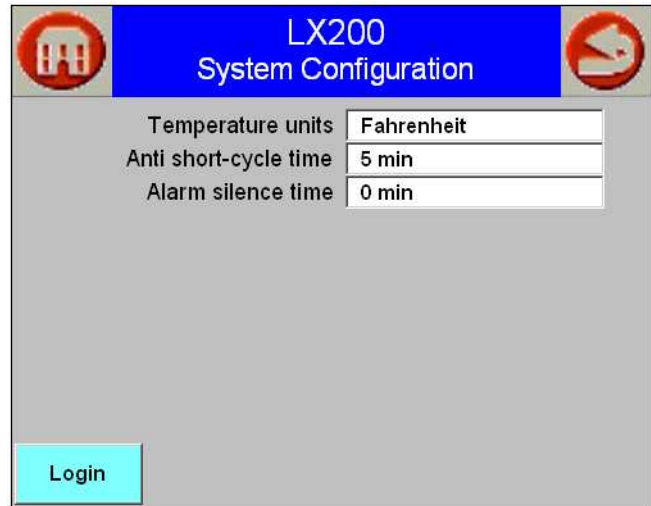 LX200
System Configuration
Temperature units Fahrenheit
Anti short-cycle time 5 min
Alarm silence time 0 min
Login